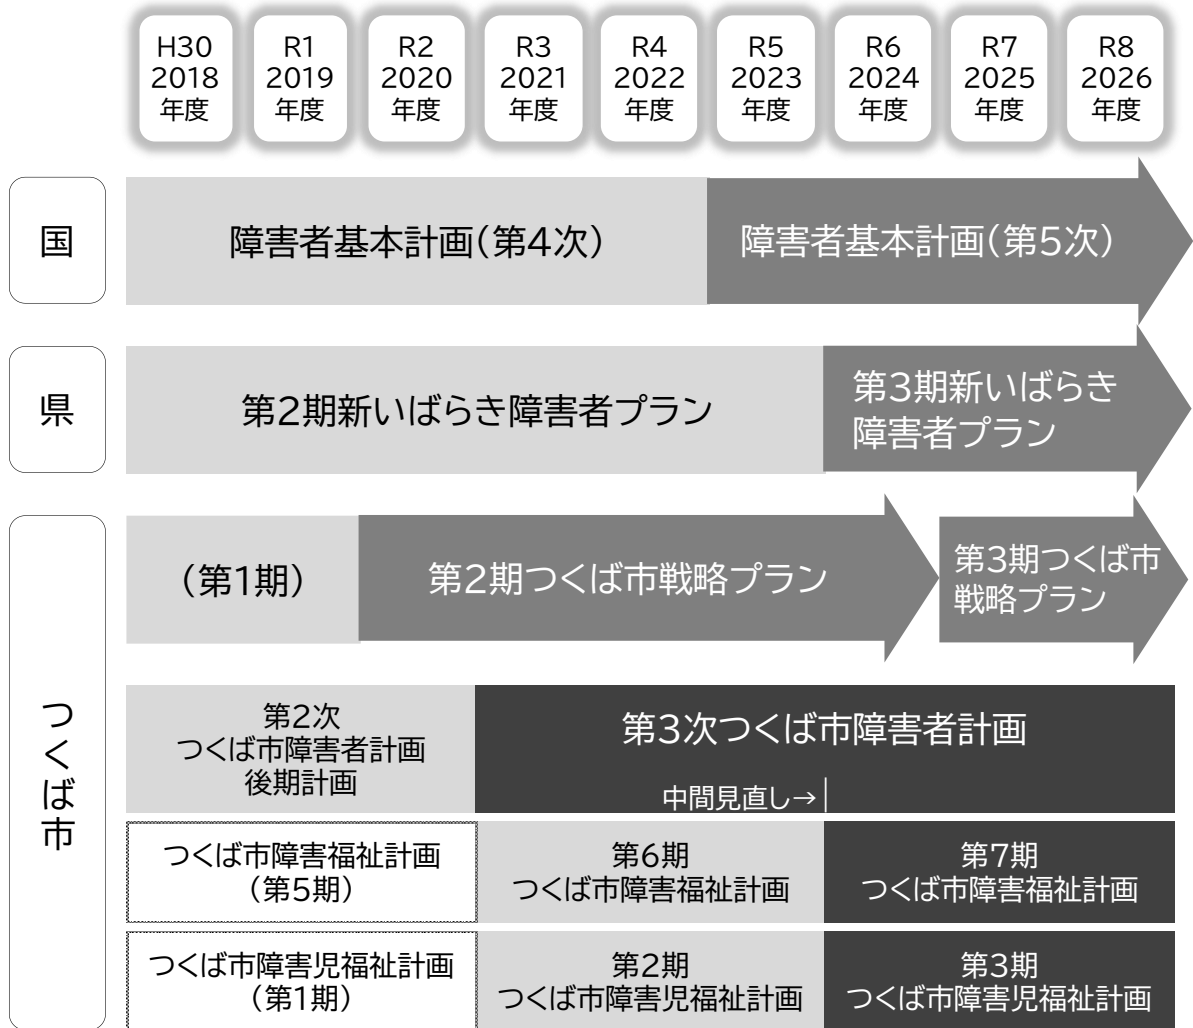 H30
2018
年度
R1
2019
年度
R2
2020
年度
R3
2021
年度
R4
2022
年度
R5
2023
年度
R6
2024
年度
R7
2025
年度
R8
2026
年度
国
障害者基本計画(第4次)
障害者基本計画(第5次)
県
第2期新いばらき障害者プラン
第3期新いばらき
障害者プラン
つくば市
(第1期)
第2期つくば市戦略プラン
第3期つくば市
戦略プラン
第2次
つくば市障害者計画
後期計画
第3次つくば市障害者計画
中間見直し→
つくば市障害福祉計画
(第5期)
第6期
つくば市障害福祉計画
第7期
つくば市障害福祉計画
つくば市障害児福祉計画
(第1期)
第2期
つくば市障害児福祉計画
第3期
つくば市障害児福祉計画